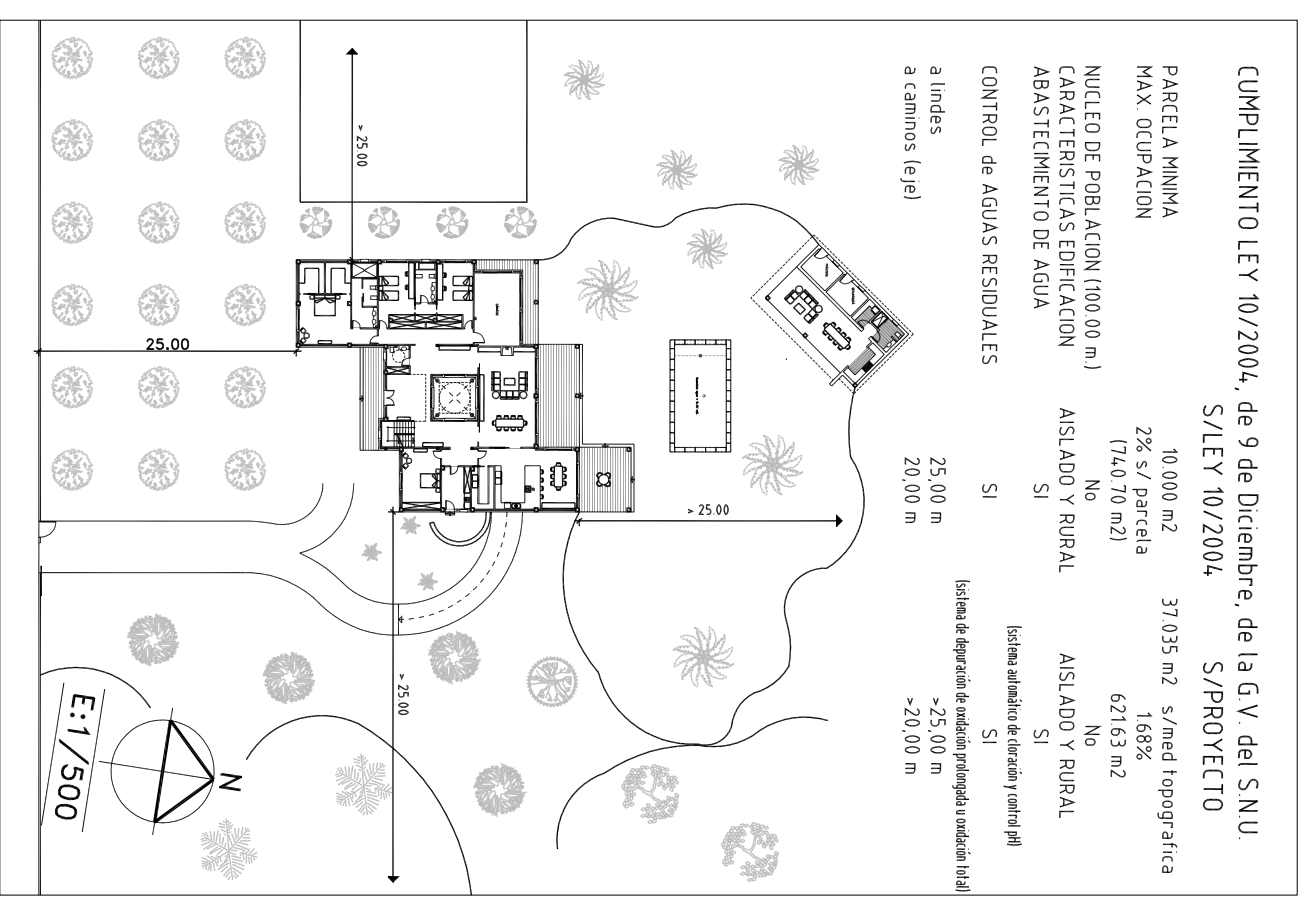 CUMPLIMIENTO LEY 10/2004, de 9 de Diciembre, de la G.V. del S.N.U.
S/LEY 10/2004 S/PROYECTO
PARCELA MINIMA 10.000 m2 37.035 m2 s/med topografica
MAX. OCUPACION 2% s/ parcela 1.68%
(740.70 m2) 621.63 m2
NUCLEO DE POBLACION (100.00 m.) No No
CARACTERISTICAS EDIFICACION AISLADO Y RURAL AISLADO Y RURAL
ABASTECIMIENTO DE AGUA SI SI
(sistema automático de cloración y control pH)
CONTROL de AGUAS RESIDUALES SI SI
(sistema de depuración de oxidación prolongada u oxidación total)
a lindes 25,00 m >25,00 m
a caminos (eje) 20,00 m >20,00 m
> 25.00
25.00
> 25.00
> 25.00
N
E:1/500